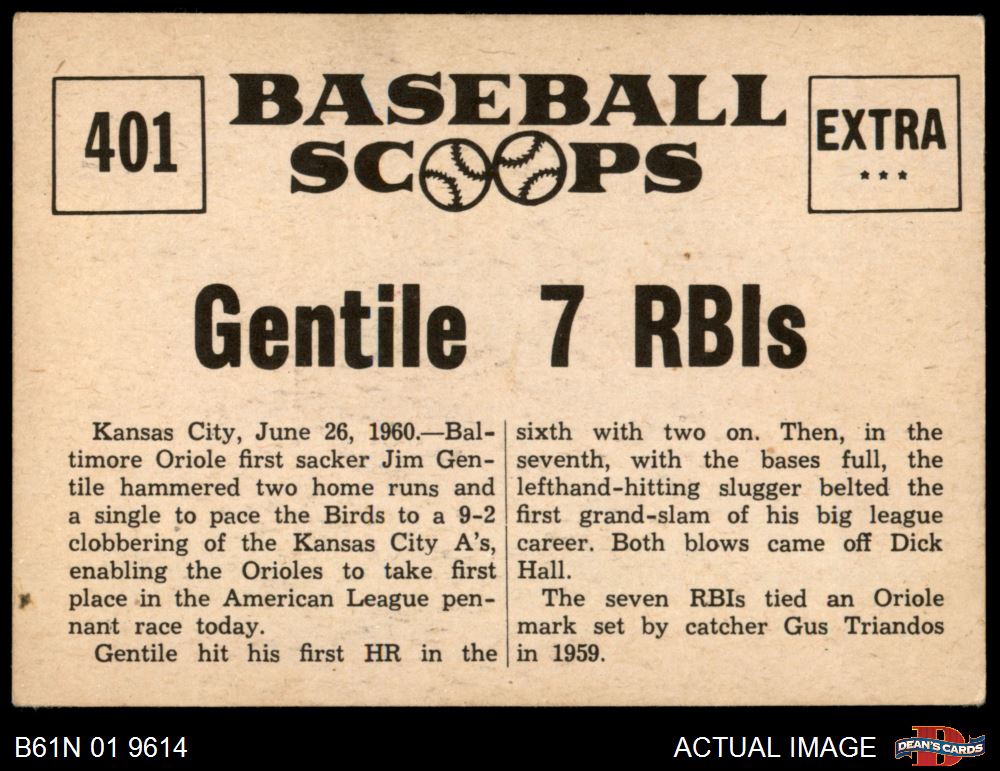 401
BASEBALL
SCOOPS
EXTRA
***
Gentile 7 RBIs
Kansas City, June 26, 1960.—Bal-
timore Oriole first sacker Jim Gen-
tile hammered two home runs and
a single to pace the Birds to a 9-2
clobbering of the Kansas City A's,
enabling the Orioles to take first
place in the American League pen-
nant race today.
Gentile hit his first HR in the
sixth with two on. Then, in the
seventh, with the bases full, the
lefthand-hitting slugger belted the
first grand-slam of his big league
career. Both blows came off Dick
Hall.
The seven RBIs tied an Oriole
mark set by catcher Gus Triandos
in 1959.
B61N 01 9614
ACTUAL IMAGE
D
DEAN'S CARDS